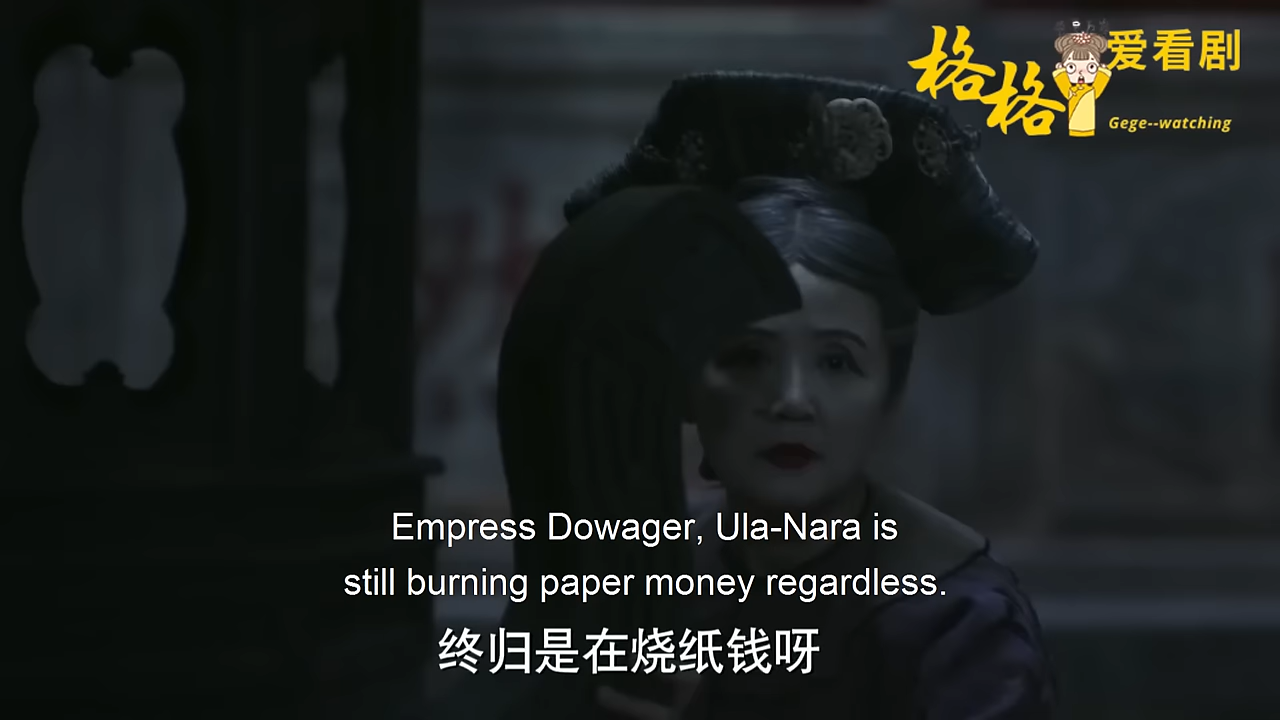 格格爱看剧
Gege--watching
Empress Dowager, Ula-Nara is
still burning paper money regardless.
终归是在烧纸钱呀